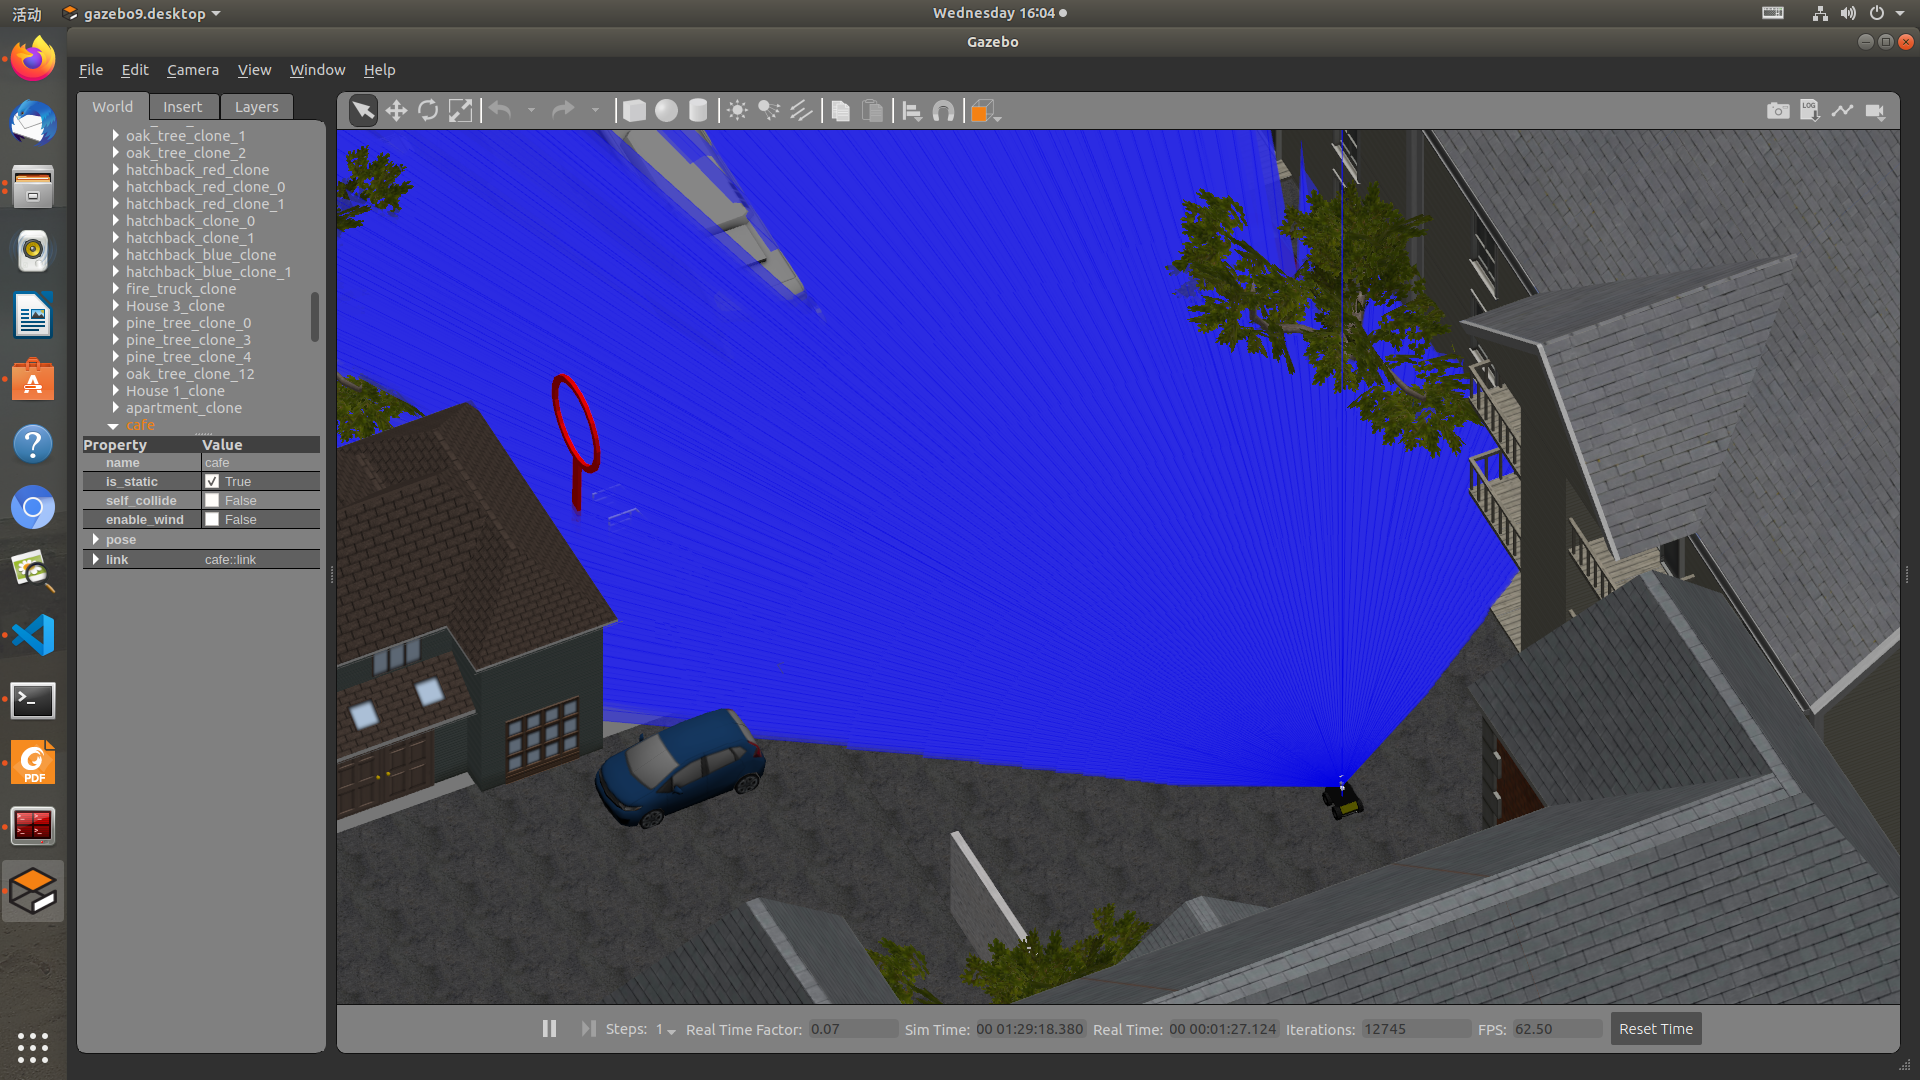 活动
gazebo9.desktop
Wednesday 16:04
Gazebo
File Edit Camera View Window Help
World Insert Layers
oak_tree_clone_1
oak_tree_clone_2
hatchback_red_clone
hatchback_red_clone_0
hatchback_red_clone_1
hatchback_clone_0
hatchback_clone_1
hatchback_blue_clone
hatchback_blue_clone_1
fire_truck_clone
House 3_clone
pine_tree_clone_0
pine_tree_clone_3
pine_tree_clone_4
oak_tree_clone_12
House 1_clone
apartment_clone
cafe
Property Value
name cafe
is_static True
self_collide False
enable_wind False
pose
link cafe::link
LOG
PDF
Steps: 1 Real Time Factor: 0.07 Sim Time: 00 01:29:18.380 Real Time: 00 00:01:27.124 Iterations: 12745 FPS: 62.50 Reset Time